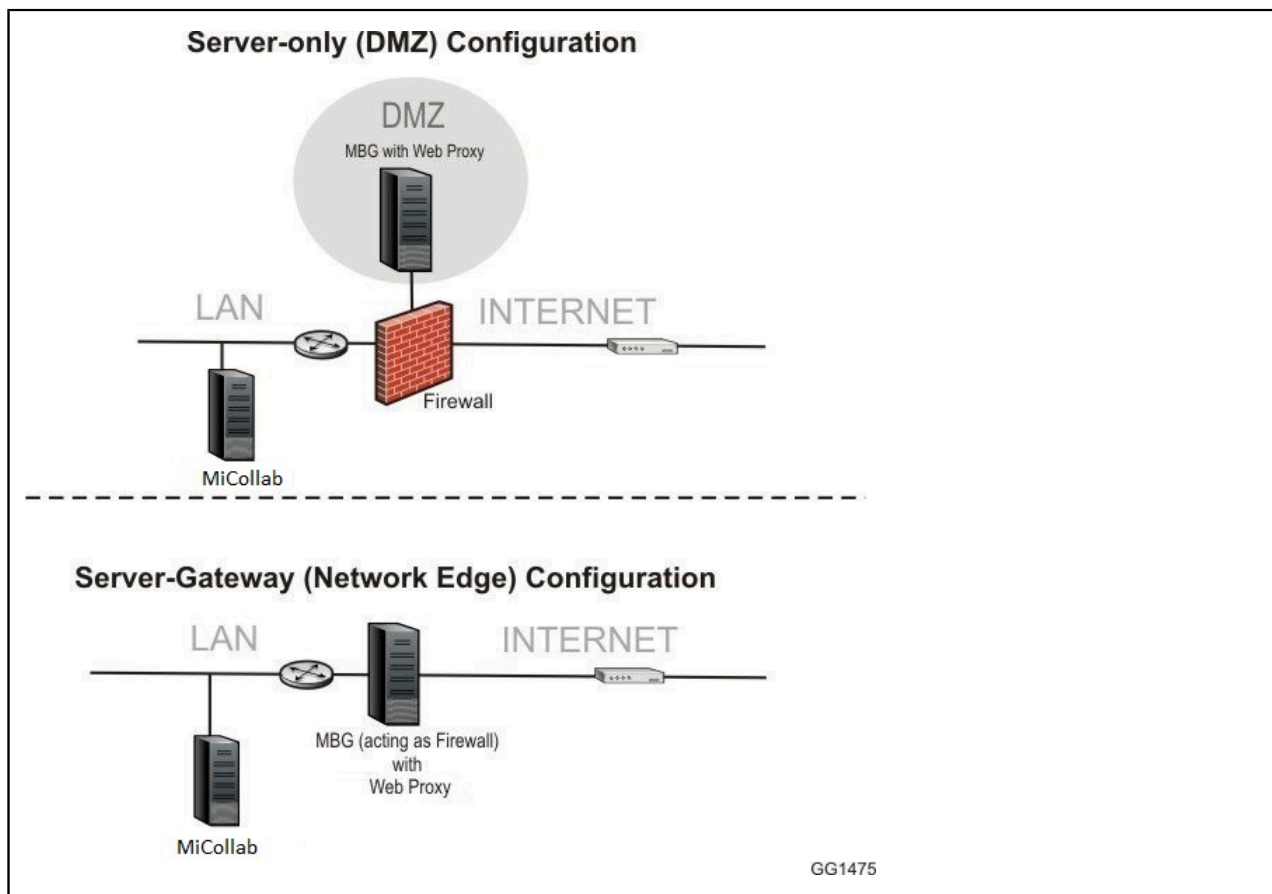 Server-only (DMZ) Configuration
DMZ
MBG with Web Proxy
LAN
INTERNET
Firewall
MiCollab
Server-Gateway (Network Edge) Configuration
LAN
INTERNET
MBG (acting as Firewall)
with
Web Proxy
MiCollab
GG1475